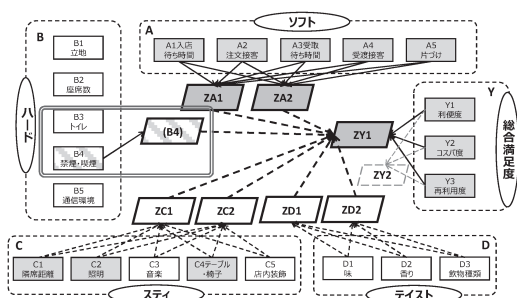 ソフト
A
A1入店
待ち時間
A2
注文接客
A3受取
待ち時間
A4
受渡接客
A5
片づけ
B
B1
立地
B2
座席数
B3
トイレ
B4
禁煙・喫煙
B5
通信環境
ハード
ZA1
ZA2
(B4)
ZY1
ZY2
Y
Y1
利便度
Y2
コスパ度
Y3
再利用度
総合満足度
ZC1
ZC2
ZD1
ZD2
C
C1
隣席距離
C2
照明
C3
音楽
C4テーブル
・椅子
C5
店内装飾
スティ
D
D1
味
D2
香り
D3
飲物種類
テイスト